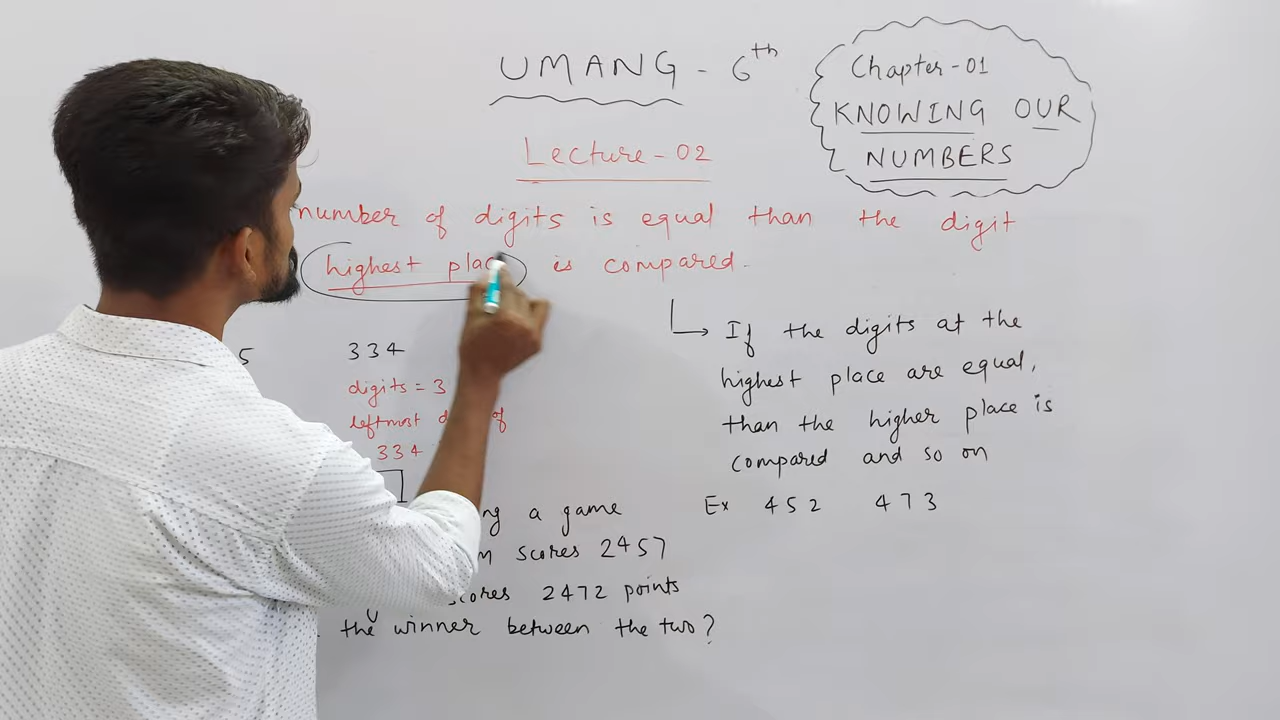 UMANG - 6th
Chapter-01
KNOWING OUR
NUMBERS
Lecture-02
number of digits is equal than the digit
highest plac is compared.
5 334
digits = 3
leftmost of
334
If the digits at the
highest place are equal,
than the higher place is
compared and so on
Ex 452 473
a game
scores 2457
2472 points
the winner between the two?